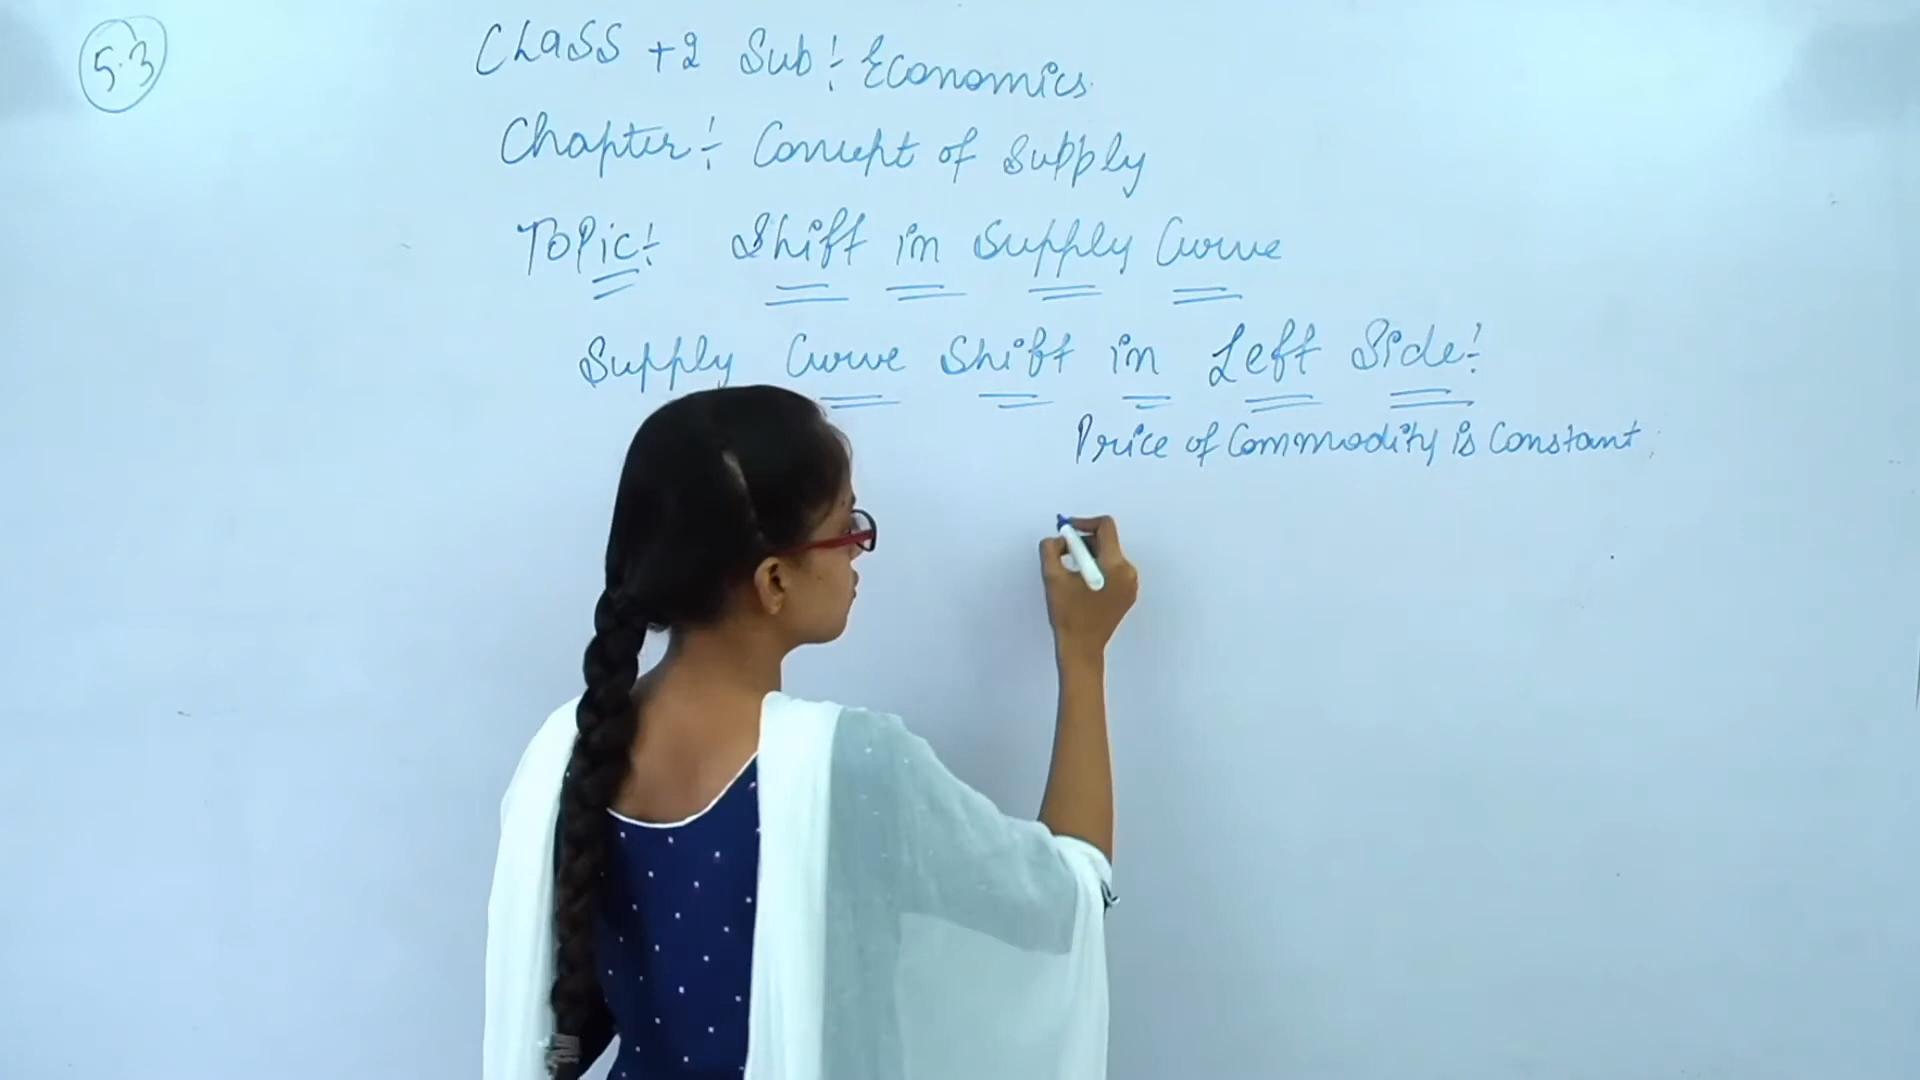 5.3
CLASS +2 Sub:- Economics
Chapter:- Concept of Supply
Topic:- Shift in Supply Curve
Supply Curve Shift in Left Side:-
Price of Commodity is Constant